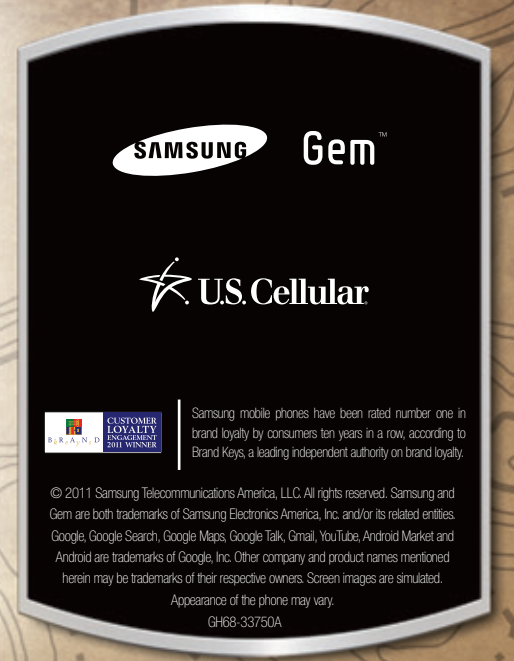 SAMSUNG Gem™
U.S. Cellular®
CUSTOMER
LOYALTY
ENGAGEMENT
2011 WINNER
BRAND
Samsung mobile phones have been rated number one in
brand loyalty by consumers ten years in a row, according to
Brand Keys, a leading independent authority on brand loyalty.
© 2011 Samsung Telecommunications America, LLC. All rights reserved. Samsung and
Gem are both trademarks of Samsung Electronics America, Inc. and/or its related entities.
Google, Google Search, Google Maps, Google Talk, Gmail, YouTube, Android Market and
Android are trademarks of Google, Inc. Other company and product names mentioned
herein may be trademarks of their respective owners. Screen images are simulated.
Appearance of the phone may vary.
GH68-33750A